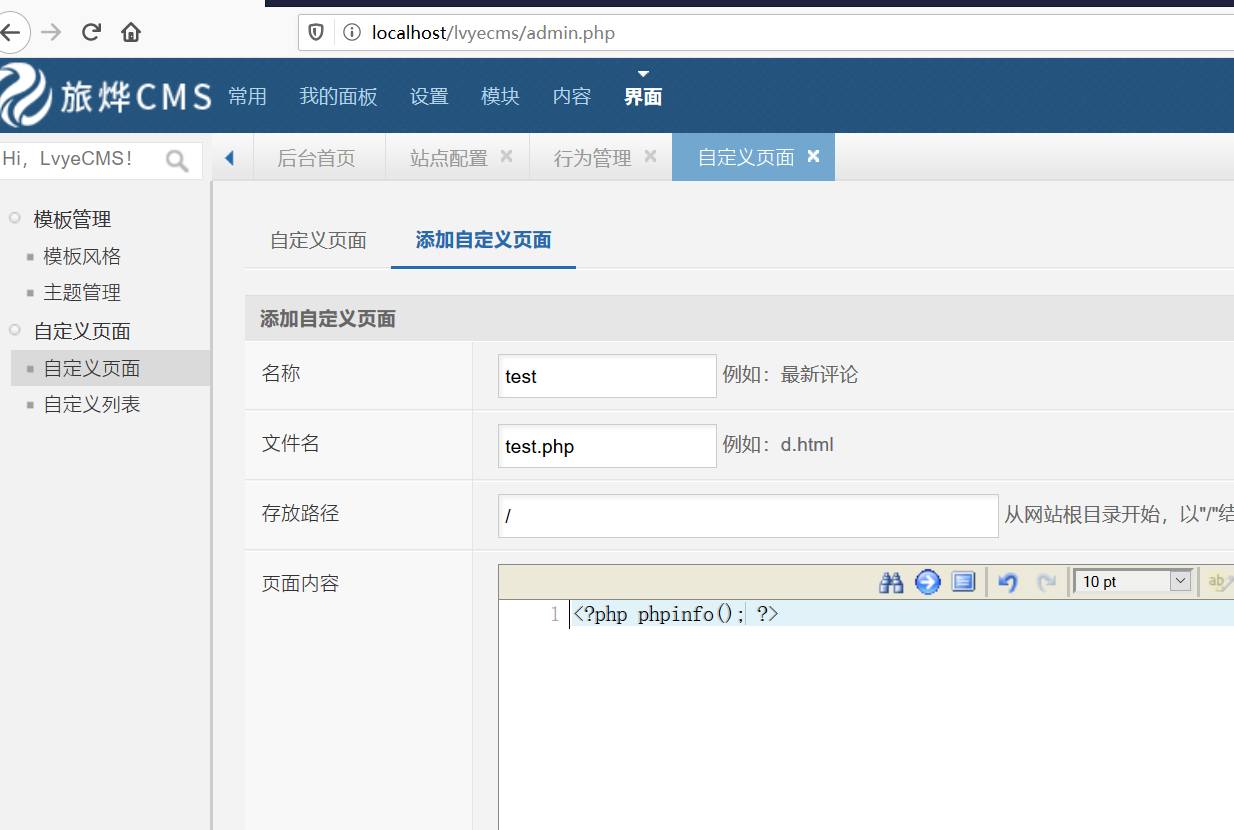 localhost/lvyecms/admin.php
旅烨CMS 常用 我的面板 设置 模块 内容 界面
Hi，LvyeCMS! 后台首页 站点配置 行为管理 自定义页面
模板管理
模板风格
主题管理
自定义页面
自定义页面
自定义列表
自定义页面 添加自定义页面
添加自定义页面
名称 test 例如：最新评论
文件名 test.php 例如：d.html
存放路径 / 从网站根目录开始，以"/"结
页面内容
10 pt ab
1 <?php phpinfo(); ?>